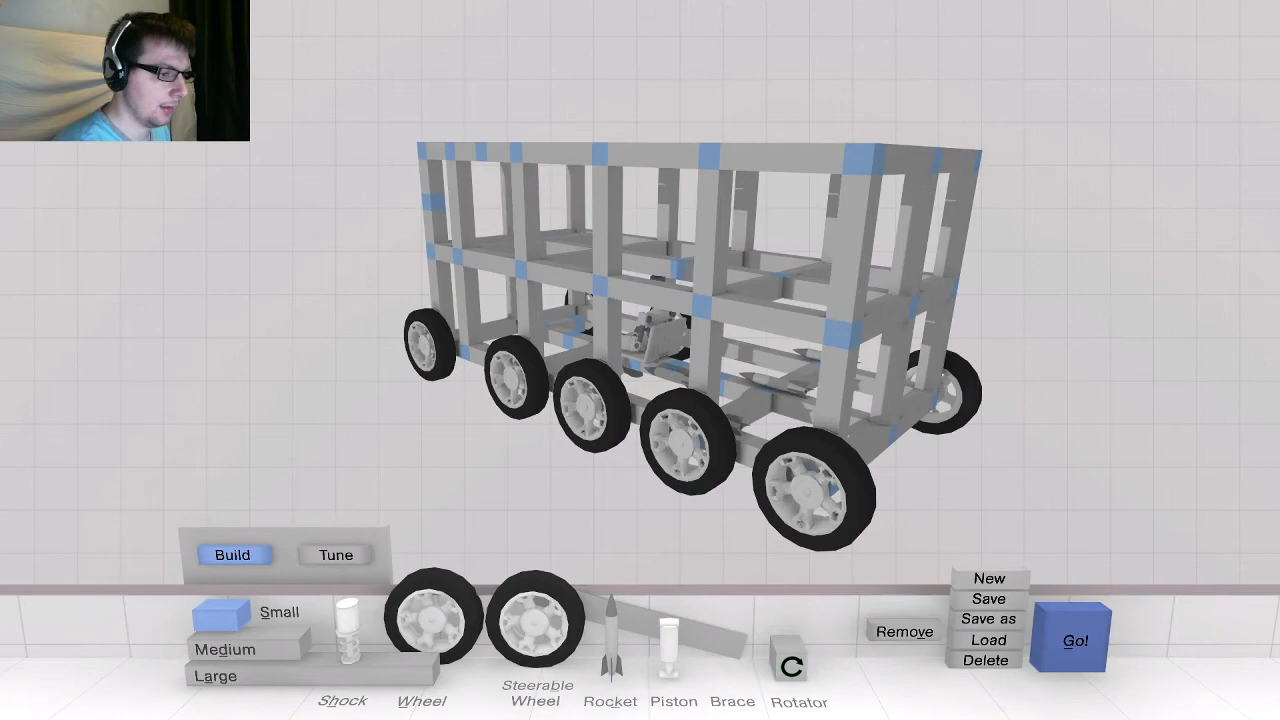 Build
Tune
Small
Medium
Large
Shock
Wheel
Steerable
Wheel
Rocket
Piston
Brace
Rotator
Remove
New
Save
Save as
Load
Delete
Go!